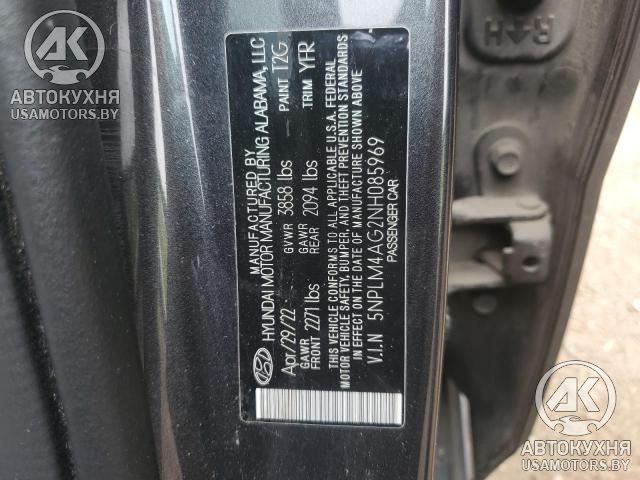 MANUFACTURED BY
HYUNDAI MOTOR MANUFACTURING ALABAMA, LLC
Apr/29/22 GVWR 3858 lbs PAINT T2G
GAWR FRONT 2271 lbs GAWR REAR 2094 lbs TRIM YFR
THIS VEHICLE CONFORMS TO ALL APPLICABLE U.S.A. FEDERAL
MOTOR VEHICLE SAFETY, BUMPER, AND THEFT PREVENTION STANDARDS
IN EFFECT ON THE DATE OF MANUFACTURE SHOWN ABOVE
V.I.N 5NPLM4AG2NH085969
PASSENGER CAR
R H
АК
АВТОКУХНЯ
USAMOTORS.BY
АК
АВТОКУХНЯ
USAMOTORS.BY